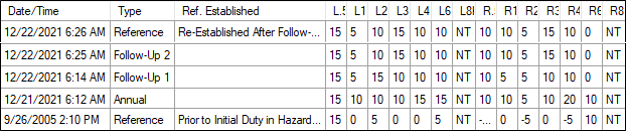 Date/Time Type Ref. Established L.5 L1 L2 L3 L4 L6 L8 R.5 R1 R2 R3 R4 R6 R8
12/22/2021 6:26 AM Reference Re-Established After Follow-... 15 5 10 15 10 10 NT 10 10 5 15 10 0 NT
12/22/2021 6:25 AM Follow-Up 2 15 5 10 15 10 10 NT 10 10 5 15 10 0 NT
12/22/2021 6:14 AM Follow-Up 1 15 5 15 10 10 10 NT 10 5 5 10 10 0 NT
12/21/2021 6:12 AM Annual 15 10 10 10 15 15 NT 10 10 5 10 20 10 NT
9/26/2005 2:10 PM Reference Prior to Initial Duty in Hazard... 15 0 5 0 0 5 NT -... 0 -5 0 -5 10 NT